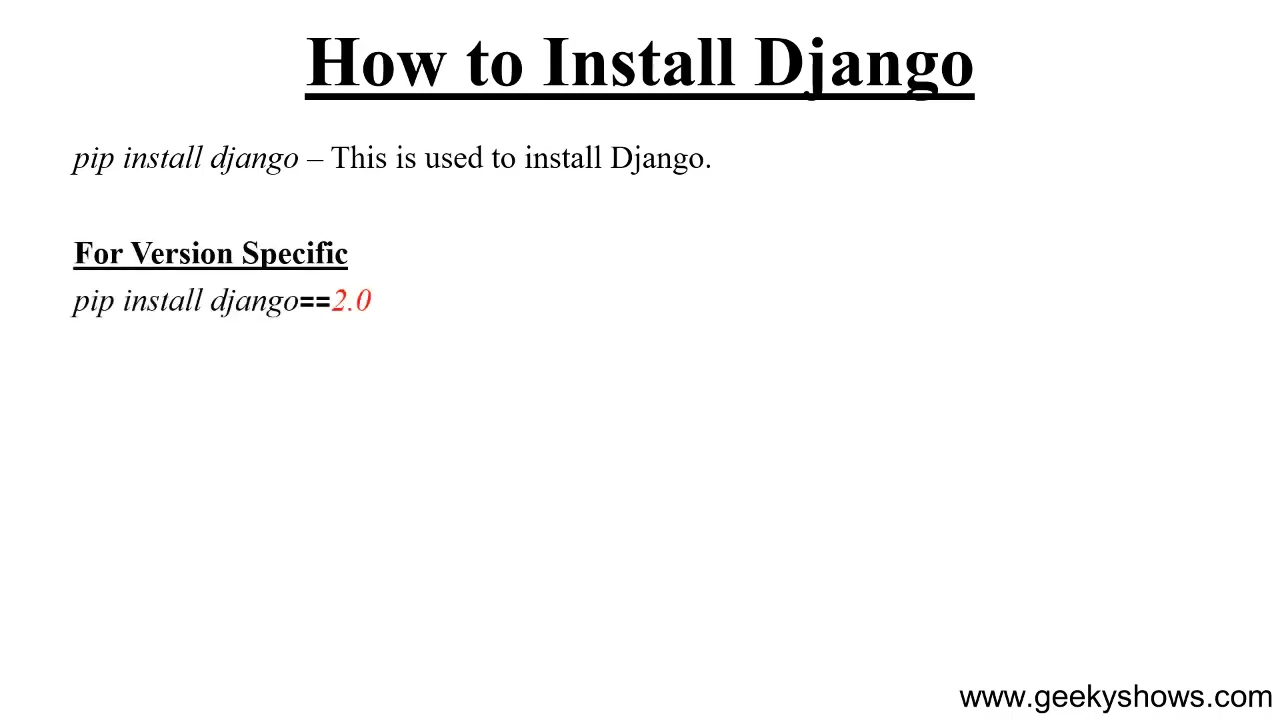 How to Install Django
pip install django – This is used to install Django.
For Version Specific
pip install django==2.0
www.geekyshows.com